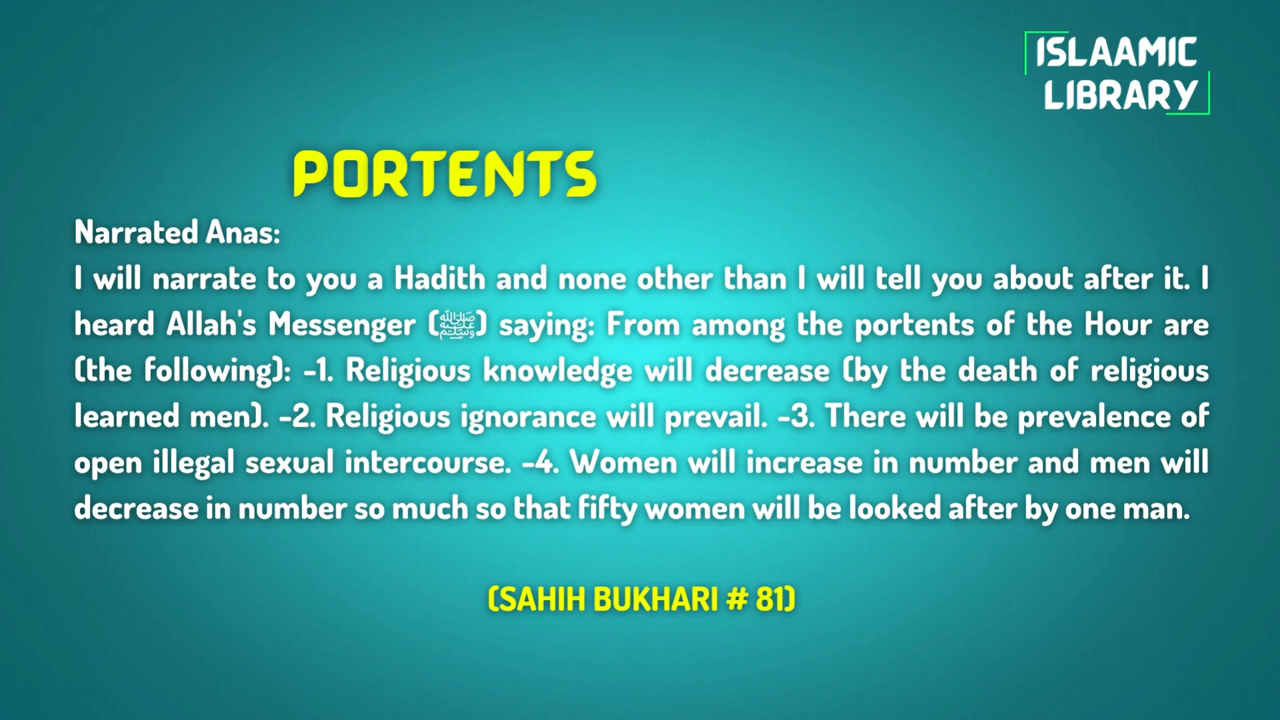 ISLAAMIC
LIBRARY
PORTENTS
Narrated Anas:
I will narrate to you a Hadith and none other than I will tell you about after it. I
heard Allah's Messenger (ﷺ) saying: From among the portents of the Hour are
(the following): -1. Religious knowledge will decrease (by the death of religious
learned men). -2. Religious ignorance will prevail. -3. There will be prevalence of
open illegal sexual intercourse. -4. Women will increase in number and men will
decrease in number so much so that fifty women will be looked after by one man.
(SAHIH BUKHARI # 81)